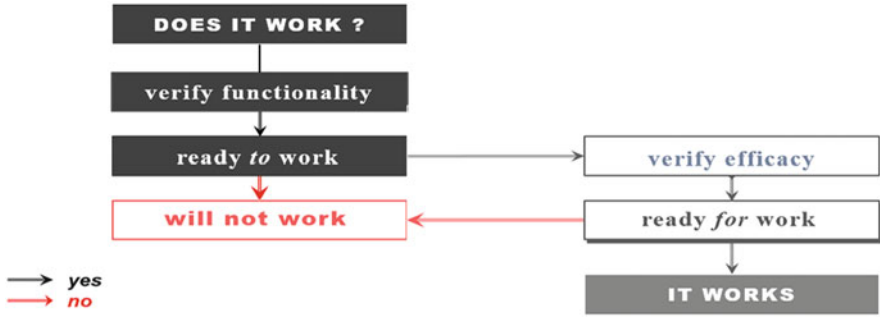 DOES IT WORK ?
verify functionality
ready to work
verify efficacy
will not work
ready for work
IT WORKS
yes
no